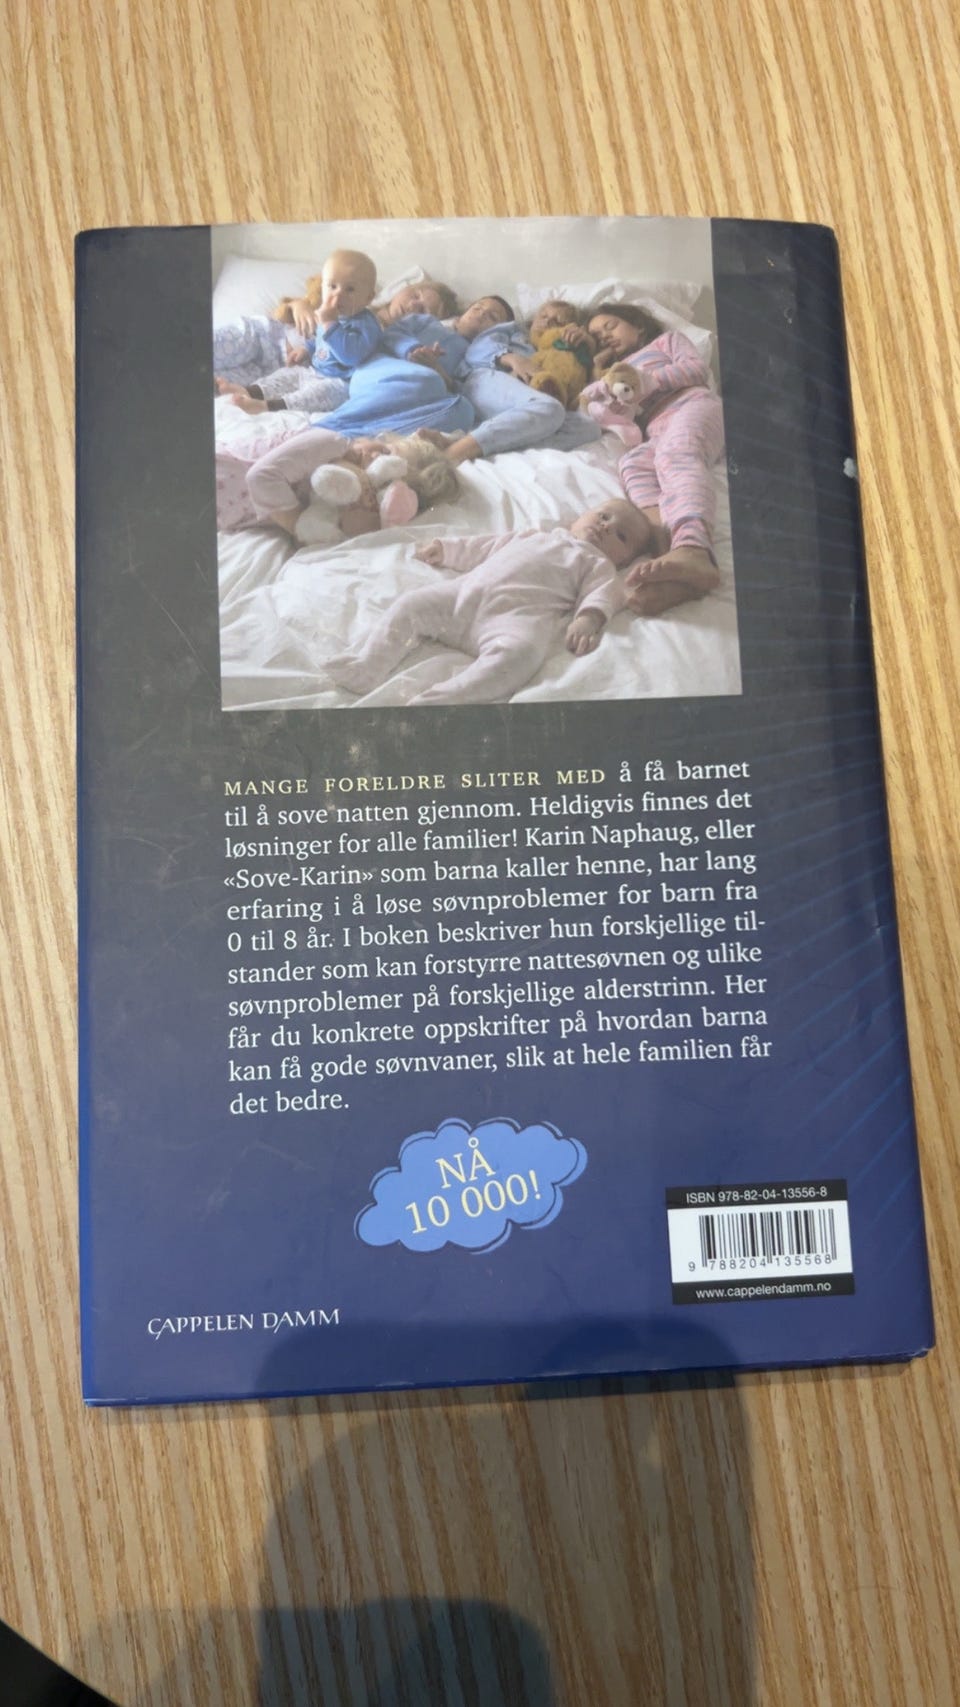 MANGE FORELDRE SLITER MED å få barnet
til å sove natten gjennom. Heldigvis finnes det
løsninger for alle familier! Karin Naphaug, eller
«Sove-Karin» som barna kaller henne, har lang
erfaring i å løse søvnproblemer for barn fra
0 til 8 år. I boken beskriver hun forskjellige til-
stander som kan forstyrre nattesøvnen og ulike
søvnproblemer på forskjellige alderstrinn. Her
får du konkrete oppskrifter på hvordan barna
kan få gode søvnvaner, slik at hele familien får
det bedre.
NÅ
10 000!
ISBN 978-82-04-13556-8
9 788204 135568
www.cappelendamm.no
CAPPELEN DAMM